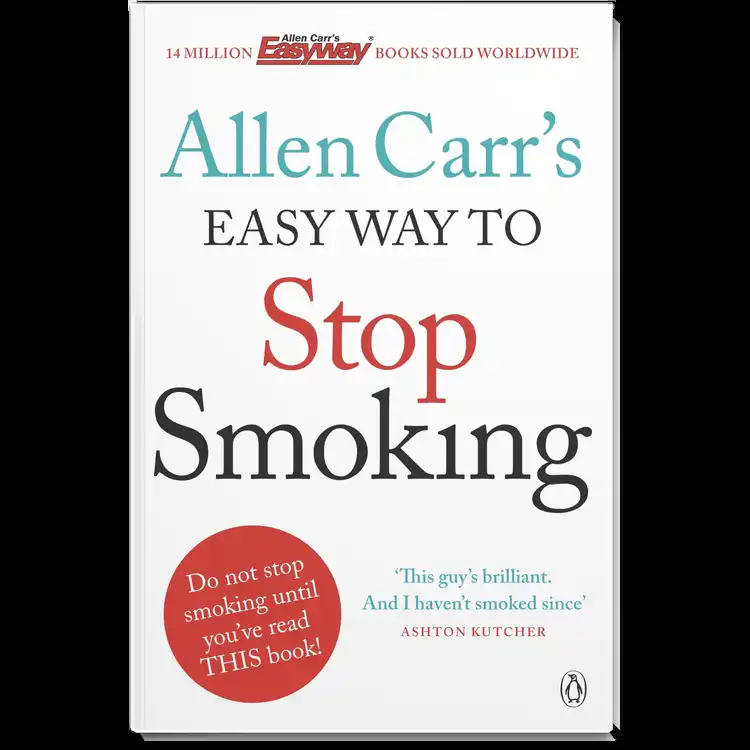 14 MILLION Allen Carr's Easyway® BOOKS SOLD WORLDWIDE
Allen Carr's
EASY WAY TO
Stop
Smoking
Do not stop
smoking until
you've read
THIS book!
‘This guy's brilliant.
And I haven't smoked since’
ASHTON KUTCHER